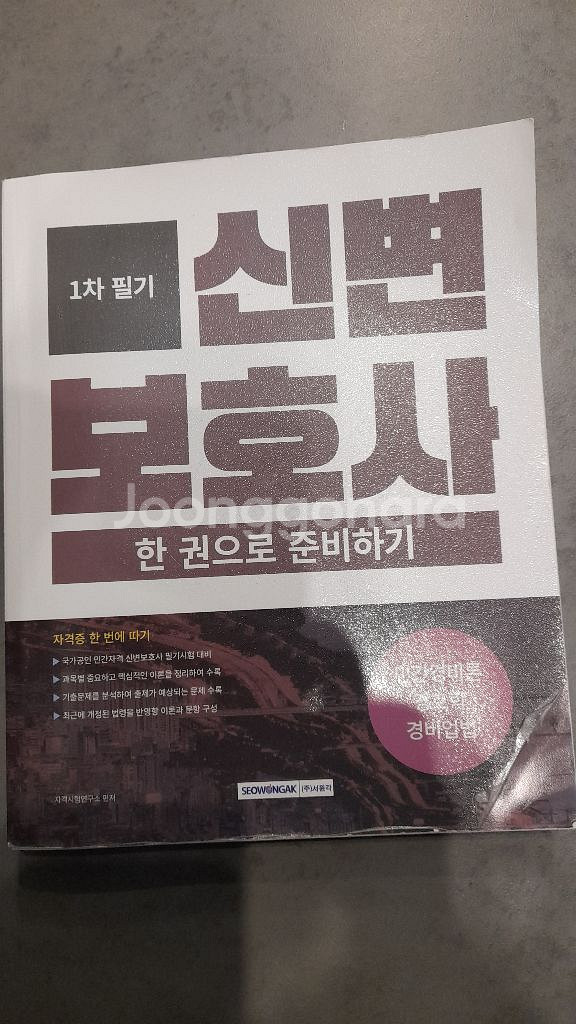 1차 필기
신변
보호사
Joonggonara
한 권으로 준비하기
자격증 한 번에 따기
▶ 국가공인 민간자격 신변보호사 필기시험 대비
▶ 과목별 중요하고 핵심적인 이론을 정리하여 수록
▶ 기출문제를 분석하여 출제가 예상되는 문제 수록
▶ 최근에 개정된 법령을 반영한 이론과 문항 구성
민간경비론
경비업법
자격시험연구소 편저
SEOWONGAK (주)서원각